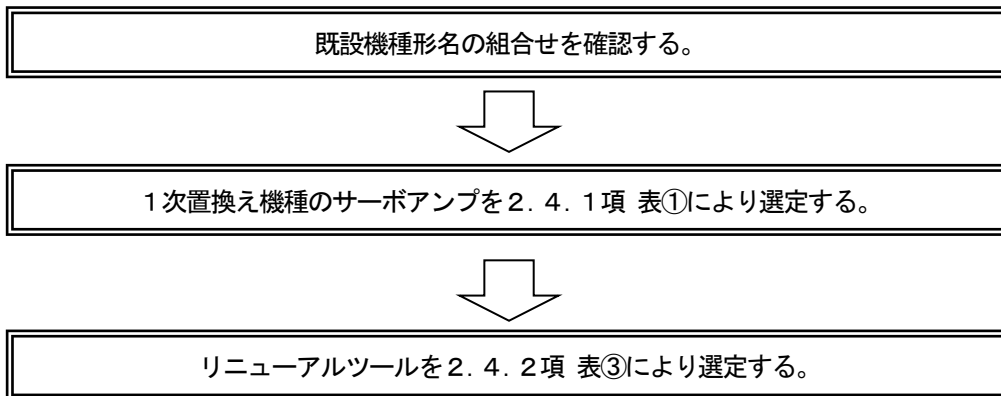 既設機種形名の組合せを確認する。
1次置換え機種のサーボアンプを2.4.1項 表①により選定する。
リニューアルツールを2.4.2項 表③により選定する。